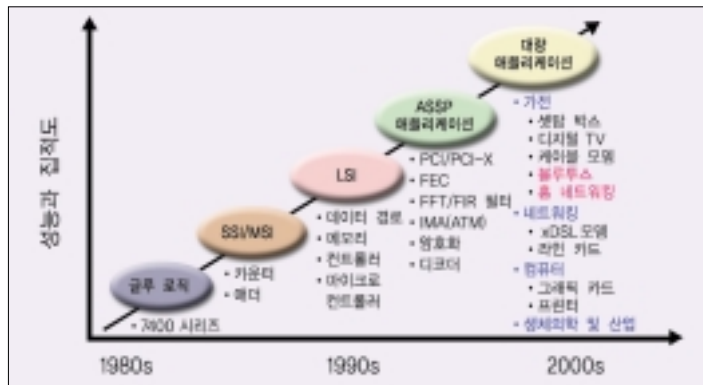 성능과 집적도
글루 로직
• 7400 시리즈
SSI/MSI
• 카운터
• 애더
LSI
• 데이터 경로
• 메모리
• 컨트롤러
• 마이크로
컨트롤러
ASSP
애플리케이션
• PCI/PCI-X
• FEC
• FFT/FIR 필터
• IMA(ATM)
• 암호화
• 디코더
대량
애플리케이션
• 가전
• 셋탑 박스
• 디지털 TV
• 케이블 모뎀
• 블루투스
• 홈 네트워킹
• 네트워킹
• xDSL 모뎀
• 라인 카드
• 컴퓨터
• 그래픽 카드
• 프린터
• 생체의학 및 산업
1980s
1990s
2000s